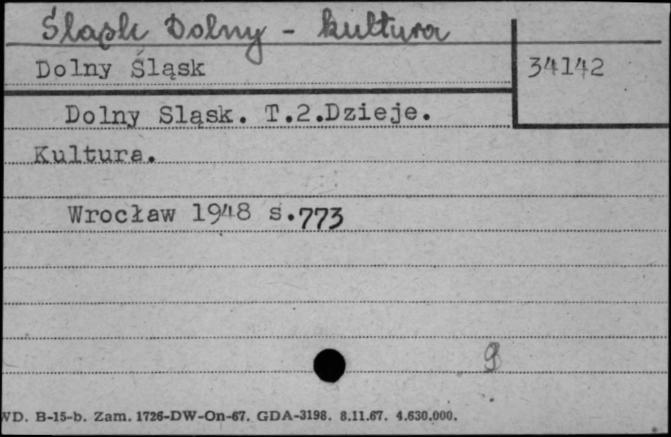 Śląsk Dolny - kultura
Dolny Śląsk
34142
Dolny Sląsk. T.2.Dzieje.
Kultura.
Wrocław 1948 s.773
9
WD. B-15-b. Zam. 1726-DW-On-67. GDA-3198. 8.11.67. 4.630.000.